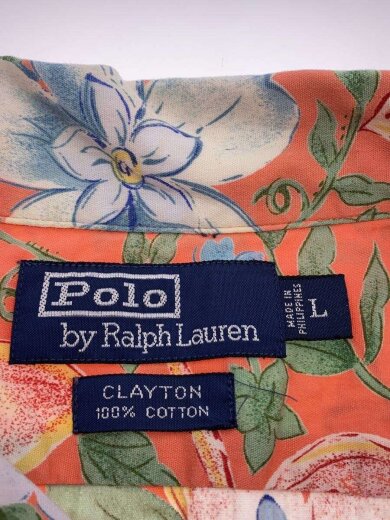 Polo
by Ralph Lauren
MADE IN
PHILIPPINES
L
CLAYTON
100% COTTON